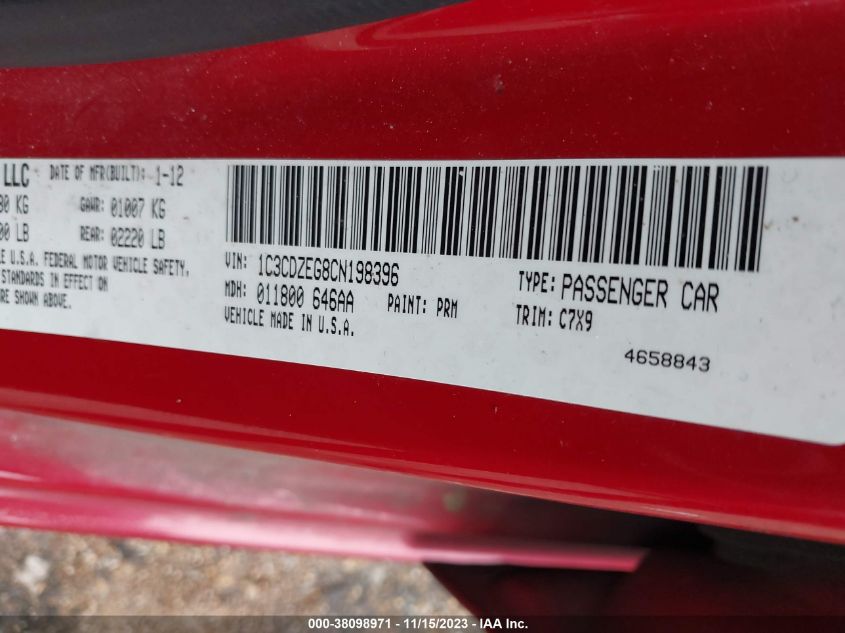 LLC DATE OF MFR(BUILT): 1-12
KG GAWR: 01007 KG
LB REAR: 02220 LB
U.S.A. FEDERAL MOTOR VEHICLE SAFETY,
STANDARDS IN EFFECT ON
SHOWN ABOVE.
VIN: 1C3CDZEG8CN198396
MDH: 011800 646AA PAINT: PRM
VEHICLE MADE IN U.S.A.
TYPE: PASSENGER CAR
TRIM: C7X9
4658843
000-38098971 - 11/15/2023 - IAA Inc.